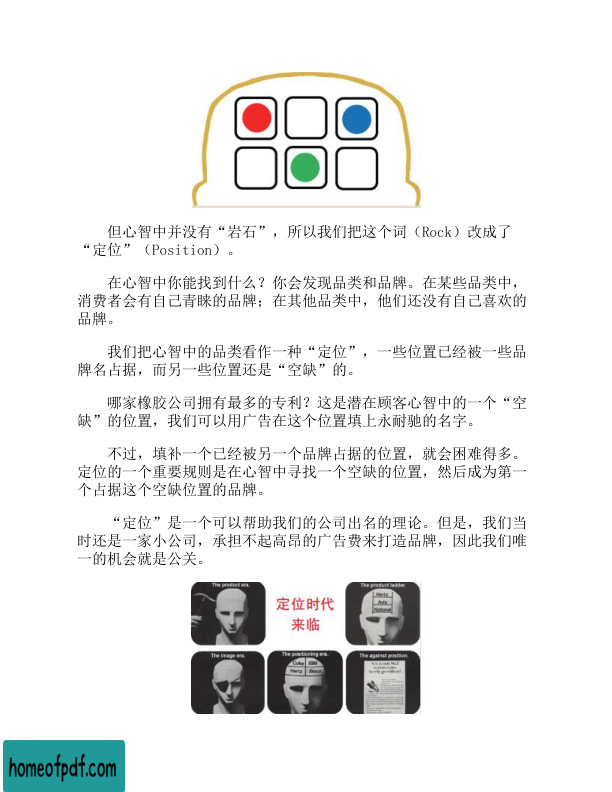 但心智中并没有“岩石”，所以我们把这个词（Rock）改成了
“定位”（Position）。
在心智中你能找到什么？你会发现品类和品牌。在某些品类中，
消费者会有自己青睐的品牌；在其他品类中，他们还没有自己喜欢的
品牌。
我们把心智中的品类看作一种“定位”，一些位置已经被一些品
牌名占据，而另一些位置还是“空缺”的。
哪家橡胶公司拥有最多的专利？这是潜在顾客心智中的一个“空
缺”的位置，我们可以用广告在这个位置填上永耐驰的名字。
不过，填补一个已经被另一个品牌占据的位置，就会困难得多。
定位的一个重要规则是在心智中寻找一个空缺的位置，然后成为第一
个占据这个空缺位置的品牌。
“定位”是一个可以帮助我们的公司出名的理论。但是，我们当
时还是一家小公司，承担不起高昂的广告费来打造品牌，因此我们唯
一的机会就是公关。
The product era.
定位时代
来临
The product ladder.
Hertz
Avis
National
The image era.
The positioning era.
Coke IBM
Hertz Xerox
The against position.
homeofpdf.com